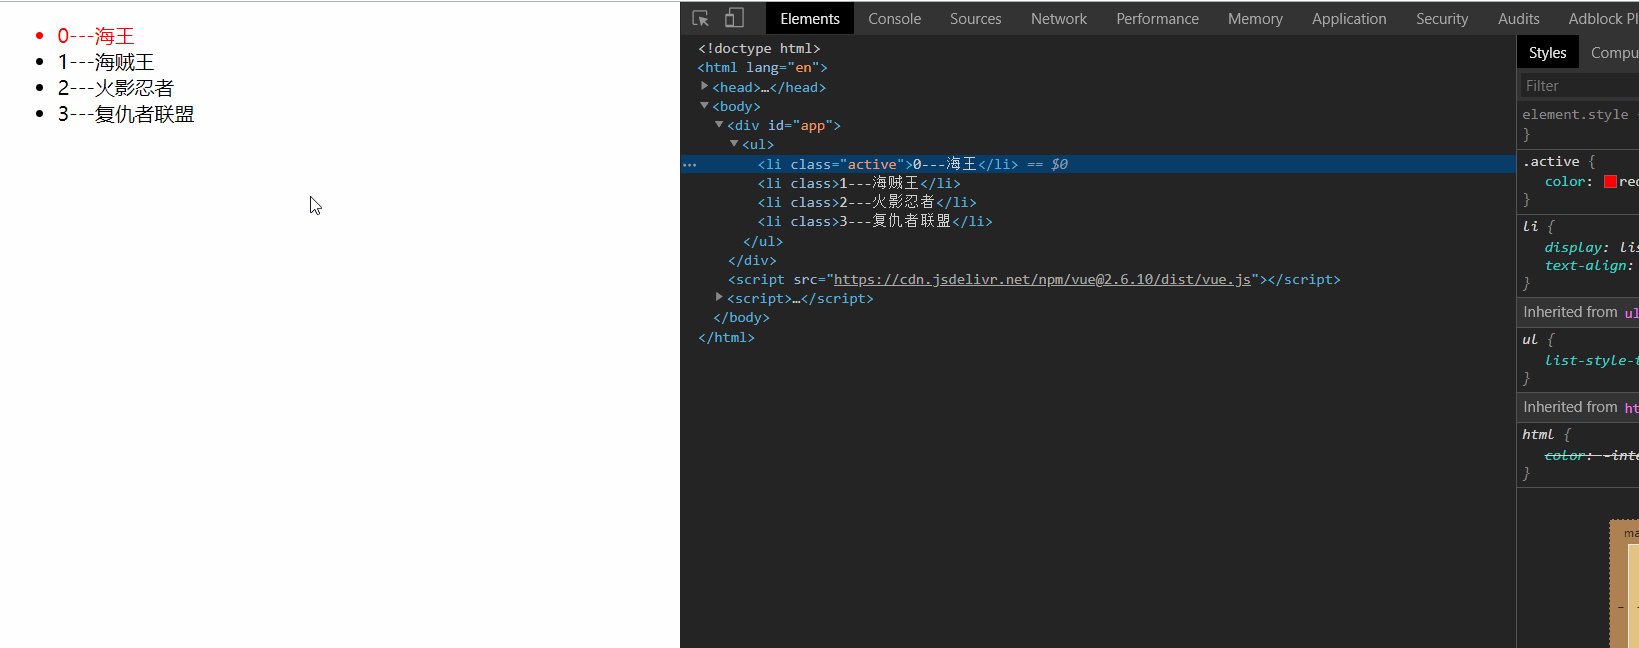 0---海王
1---海贼王
2---火影忍者
3---复仇者联盟
Elements Console Sources Network Performance Memory Application Security Audits Adblock Pl
<!doctype html>
<html lang="en">
<head>…</head>
<body>
<div id="app">
<ul>
<li class="active">0---海王</li> == $0
<li class>1---海贼王</li>
<li class>2---火影忍者</li>
<li class>3---复仇者联盟</li>
</ul>
</div>
<script src="https://cdn.jsdelivr.net/npm/vue@2.6.10/dist/vue.js"></script>
<script>…</script>
</body>
</html>
Styles Compu
Filter
element.style
}
.active {
color: red
}
li {
display: lis
text-align:
}
Inherited from ul
ul {
list-style-t
}
Inherited from ht
html {
color: -inte
}
ma